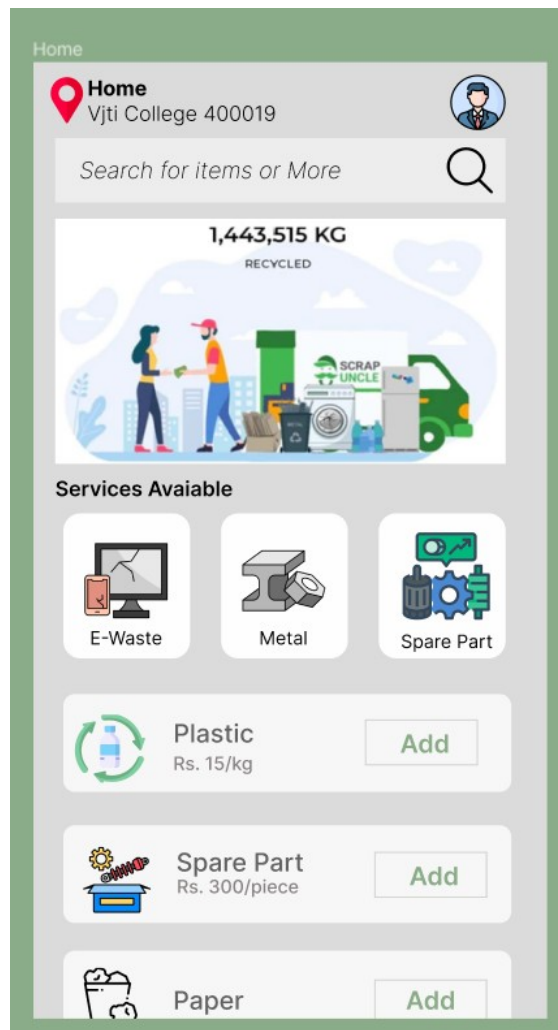 Home
Home
Vjti College 400019
Search for items or More
1,443,515 KG
RECYCLED
SCRAP
UNCLE
METAL
Services Avaiable
E-Waste
Metal
Spare Part
Plastic
Rs. 15/kg
Add
Spare Part
Rs. 300/piece
Add
Paper
Add